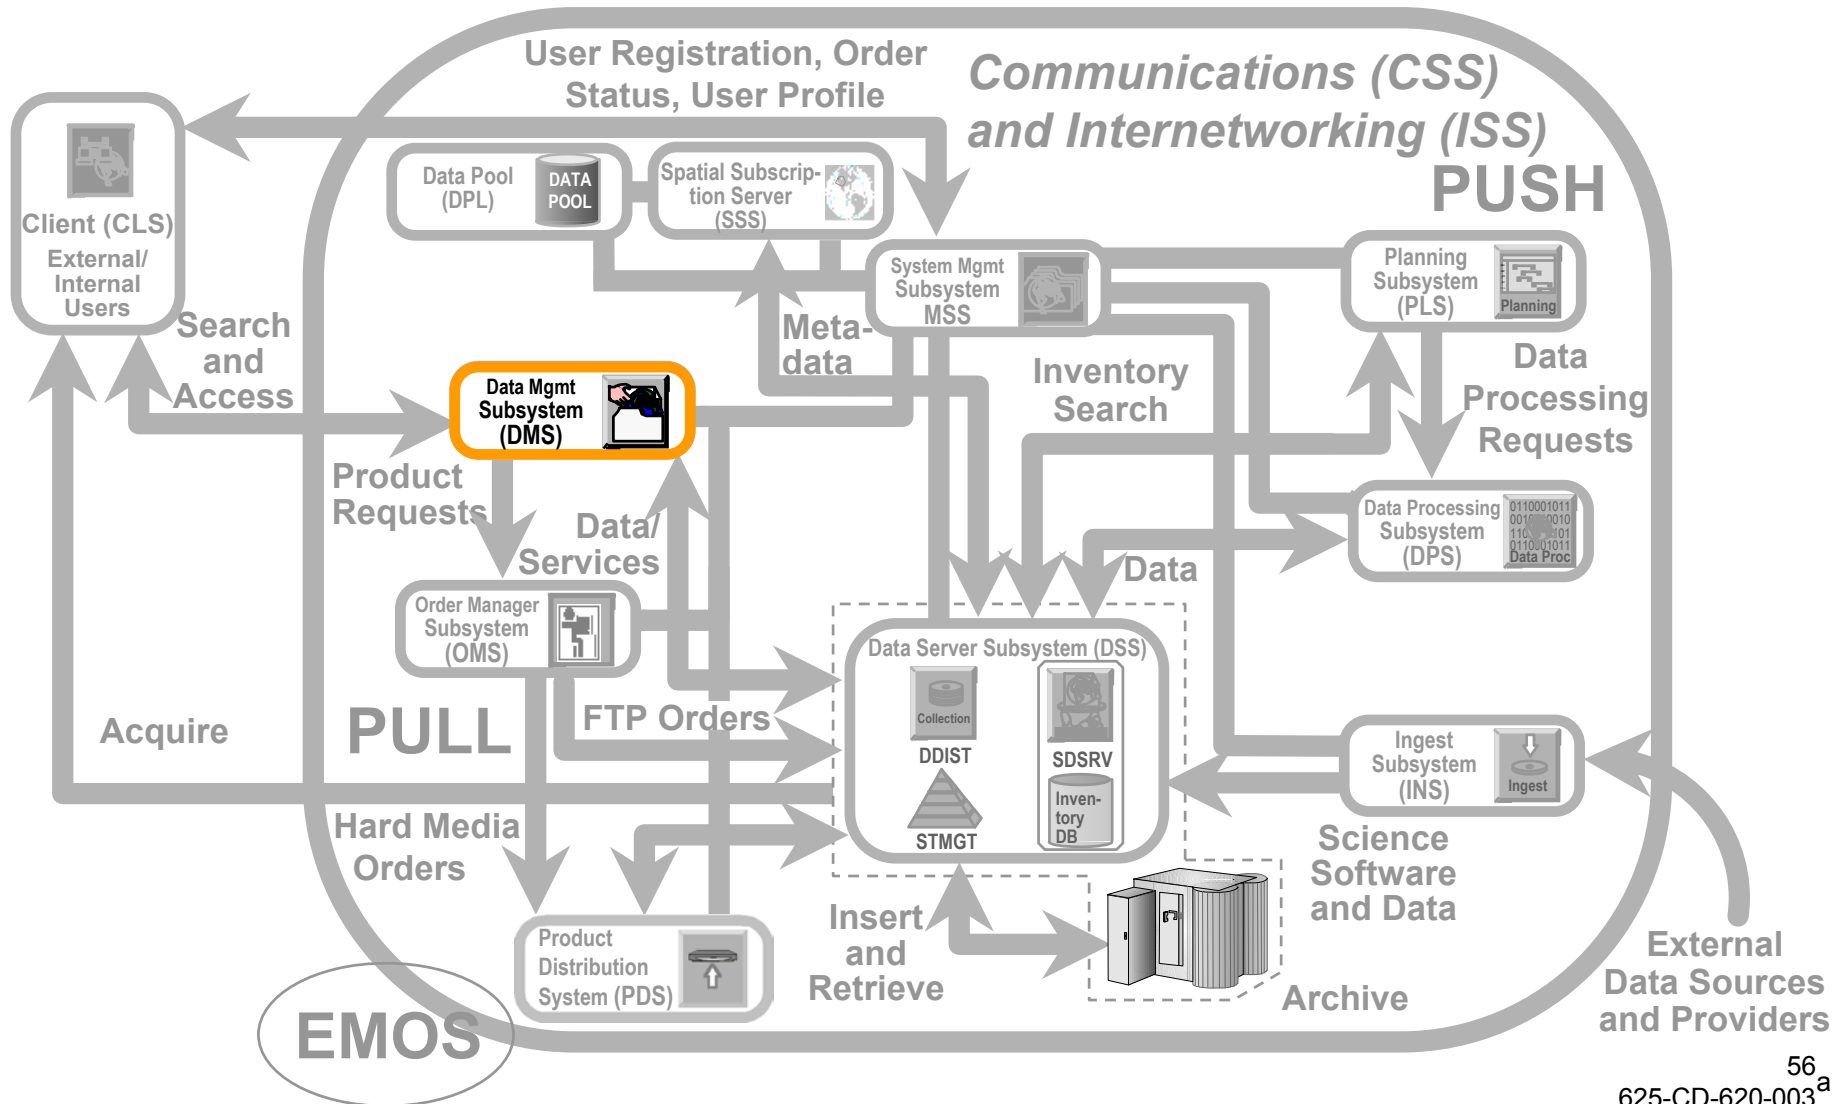 User Registration, Order
Status, User Profile
Communications (CSS)
and Internetworking (ISS)
PUSH
Client (CLS)
External/
Internal
Users
Data Pool
(DPL)
DATA
POOL
Spatial Subscrip-
tion Server
(SSS)
System Mgmt
Subsystem
MSS
Planning
Subsystem
(PLS)
Planning
Search
and
Access
Meta-
data
Data Mgmt
Subsystem
(DMS)
Inventory
Search
Data
Processing
Requests
Product
Requests
Data/
Services
Data
Data Processing
Subsystem
(DPS)
0110001011
0110001011
Data Proc
Order Manager
Subsystem
(OMS)
Data Server Subsystem (DSS)
Collection
DDIST
SDSRV
STMGT
Inven-
tory
DB
Acquire
PULL
FTP Orders
Ingest
Subsystem
(INS)
Ingest
Hard Media
Orders
Science
Software
and Data
Product
Distribution
System (PDS)
Insert
and
Retrieve
Archive
External
Data Sources
and Providers
EMOS
56
625-CD-620-003
a